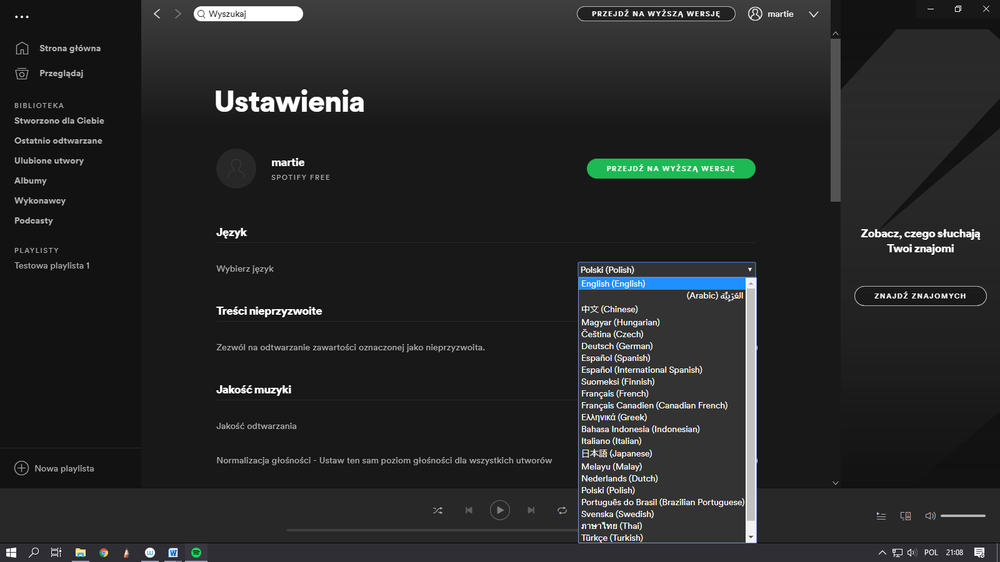 Wyszukaj
PRZEJDŹ NA WYŻSZĄ WERSJĘ
martie
Strona główna
Przeglądaj
BIBLIOTEKA
Stworzono dla Ciebie
Ostatnio odtwarzane
Ulubione utwory
Albumy
Wykonawcy
Podcasty
PLAYLISTY
Testowa playlista 1
Nowa playlista
Ustawienia
martie
SPOTIFY FREE
PRZEJDŹ NA WYŻSZĄ WERSJĘ
Język
Wybierz język
Polski (Polish)
English (English)
العَرَبِيَّة (Arabic)
中文 (Chinese)
Magyar (Hungarian)
Čeština (Czech)
Deutsch (German)
Español (Spanish)
Español (International Spanish)
Suomeksi (Finnish)
Français (French)
Français Canadien (Canadian French)
Ελληνικά (Greek)
Bahasa Indonesia (Indonesian)
Italiano (Italian)
日本語 (Japanese)
Melayu (Malay)
Nederlands (Dutch)
Polski (Polish)
Português do Brasil (Brazilian Portuguese)
Svenska (Swedish)
ภาษาไทย (Thai)
Türkçe (Turkish)
Treści nieprzyzwoite
Zezwól na odtwarzanie zawartości oznaczonej jako nieprzyzwoita.
Jakość muzyki
Jakość odtwarzania
Normalizacja głośności - Ustaw ten sam poziom głośności dla wszystkich utworów
Zobacz, czego słuchają
Twoi znajomi
ZNAJDŹ ZNAJOMYCH
POL
21:08